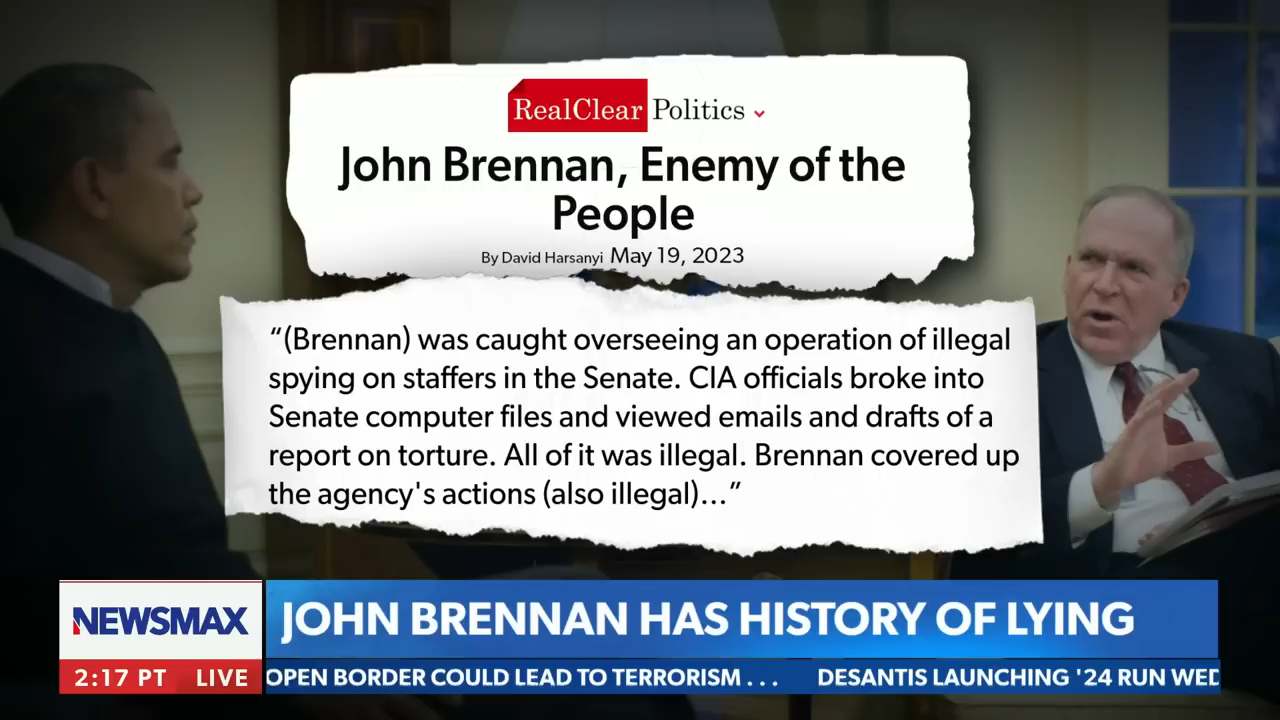 RealClear Politics
John Brennan, Enemy of the
People
By David Harsanyi May 19, 2023
“(Brennan) was caught overseeing an operation of illegal
spying on staffers in the Senate. CIA officials broke into
Senate computer files and viewed emails and drafts of a
report on torture. All of it was illegal. Brennan covered up
the agency's actions (also illegal)...”
NEWSMAX
JOHN BRENNAN HAS HISTORY OF LYING
2:17 PT LIVE
OPEN BORDER COULD LEAD TO TERRORISM . . . DESANTIS LAUNCHING '24 RUN WED